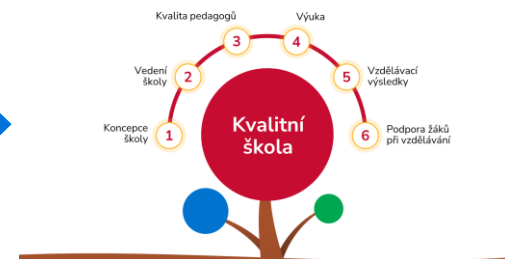 Koncepce
školy
1
Vedení
školy
2
Kvalita pedagogů
3
Výuka
4
Vzdělávací
výsledky
5
Podpora žáků
při vzdělávání
6
Kvalitní
škola